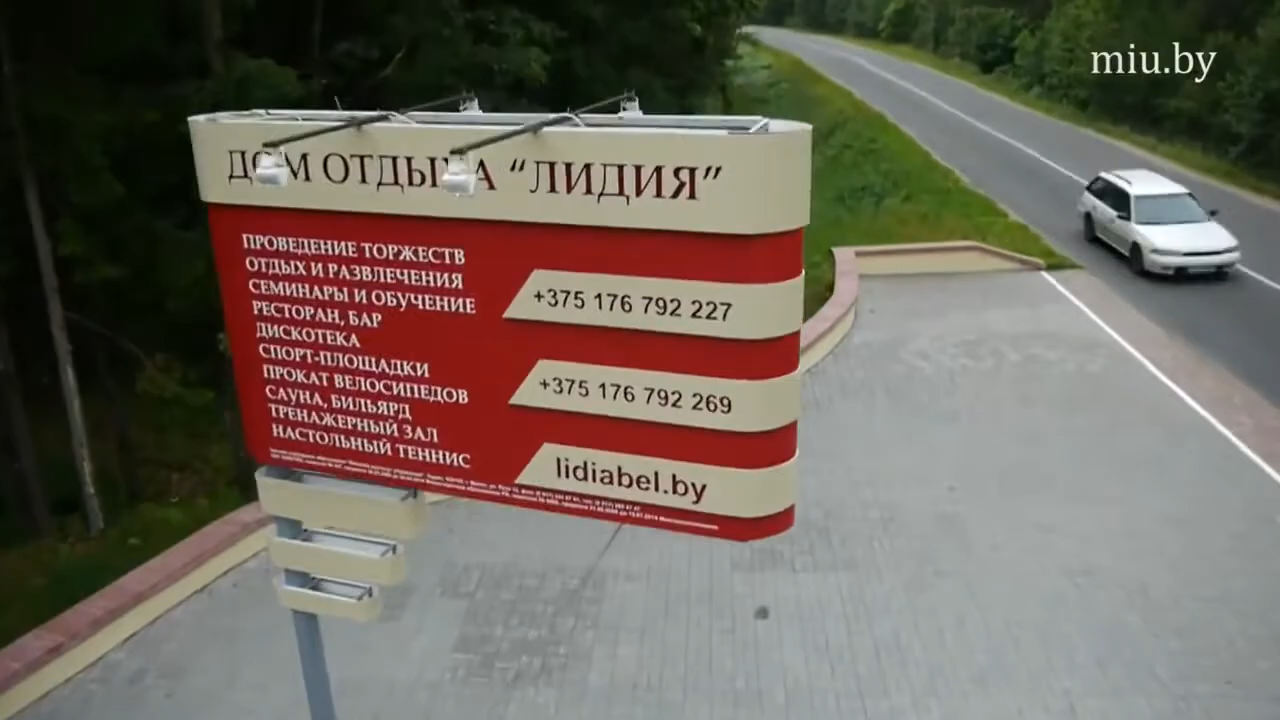 miu.by
ДОМ ОТДЫХА “ЛИДИЯ”
ПРОВЕДЕНИЕ ТОРЖЕСТВ
ОТДЫХ И РАЗВЛЕЧЕНИЯ
СЕМИНАРЫ И ОБУЧЕНИЕ
РЕСТОРАН, БАР
ДИСКОТЕКА
СПОРТ-ПЛОЩАДКИ
ПРОКАТ ВЕЛОСИПЕДОВ
САУНА, БИЛЬЯРД
ТРЕНАЖЕРНЫЙ ЗАЛ
НАСТОЛЬНЫЙ ТЕННИС
+375 176 792 227
+375 176 792 269
lidiabel.by